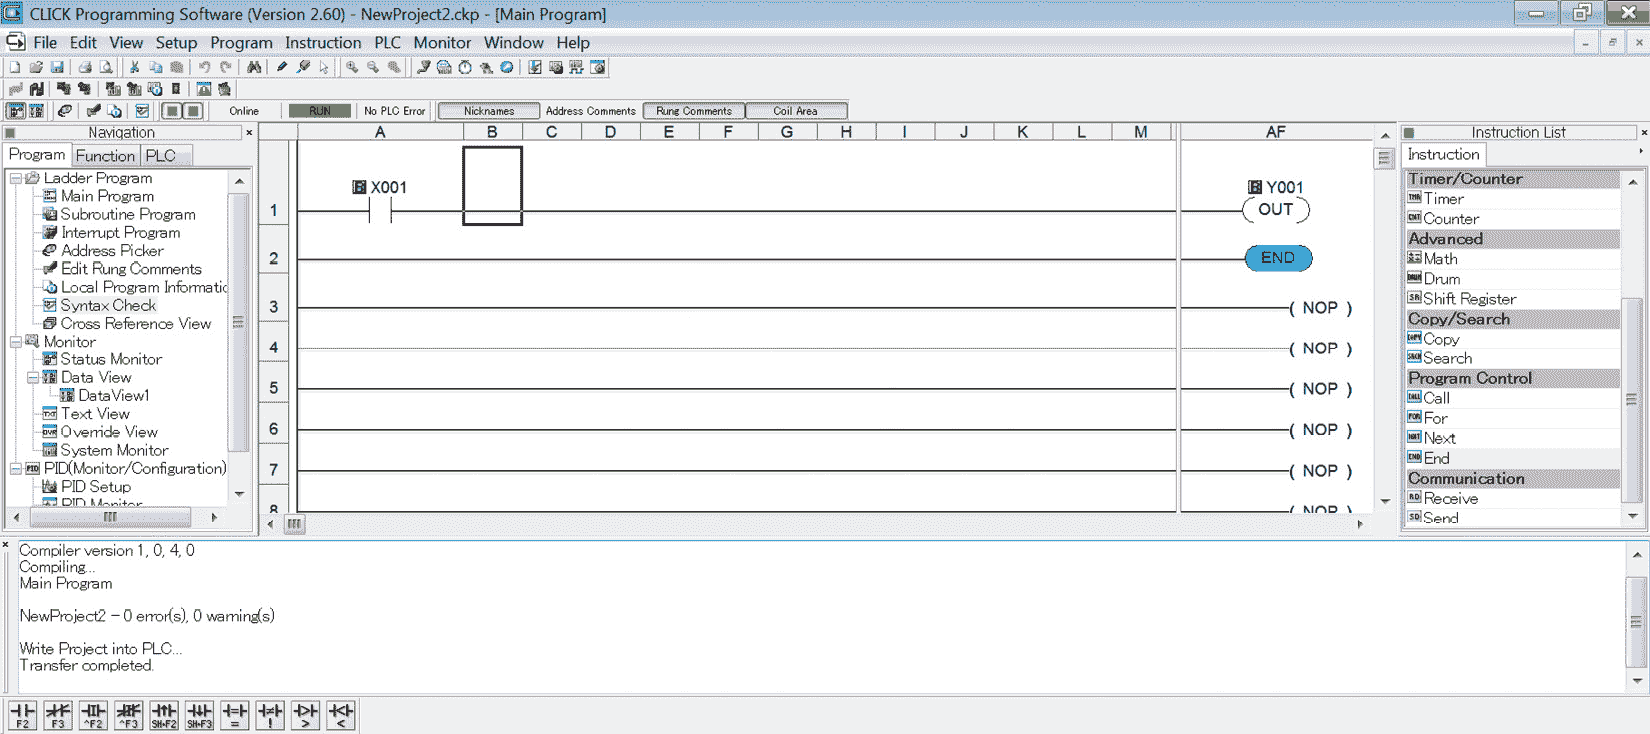 CLICK Programming Software (Version 2.60) - NewProject2.ckp - [Main Program]
File Edit View Setup Program Instruction PLC Monitor Window Help
Online RUN No PLC Error Nicknames Address Comments Rung Comments Coil Area
Navigation
Program Function PLC
Ladder Program
Main Program
Subroutine Program
Interrupt Program
Address Picker
Edit Rung Comments
Local Program Informatic
Syntax Check
Cross Reference View
Monitor
Status Monitor
Data View
DataView1
Text View
Override View
System Monitor
PID(Monitor/Configuration)
PID Setup
PID Monitor
A B C D E F G H I J K L M AF
X001 Y001
1 OUT
2 END
3 ( NOP )
4 ( NOP )
5 ( NOP )
6 ( NOP )
7 ( NOP )
8 ( NOP )
Instruction List
Instruction
Timer/Counter
Timer
Counter
Advanced
Math
Drum
Shift Register
Copy/Search
Copy
Search
Program Control
Call
For
Next
End
Communication
Receive
Send
Compiler version 1, 0, 4, 0
Compiling...
Main Program
NewProject2 - 0 error(s), 0 warning(s)
Write Project into PLC...
Transfer completed.
F2 F3 ^F2 ^F3 SH+F2 SH+F3 = ! > <